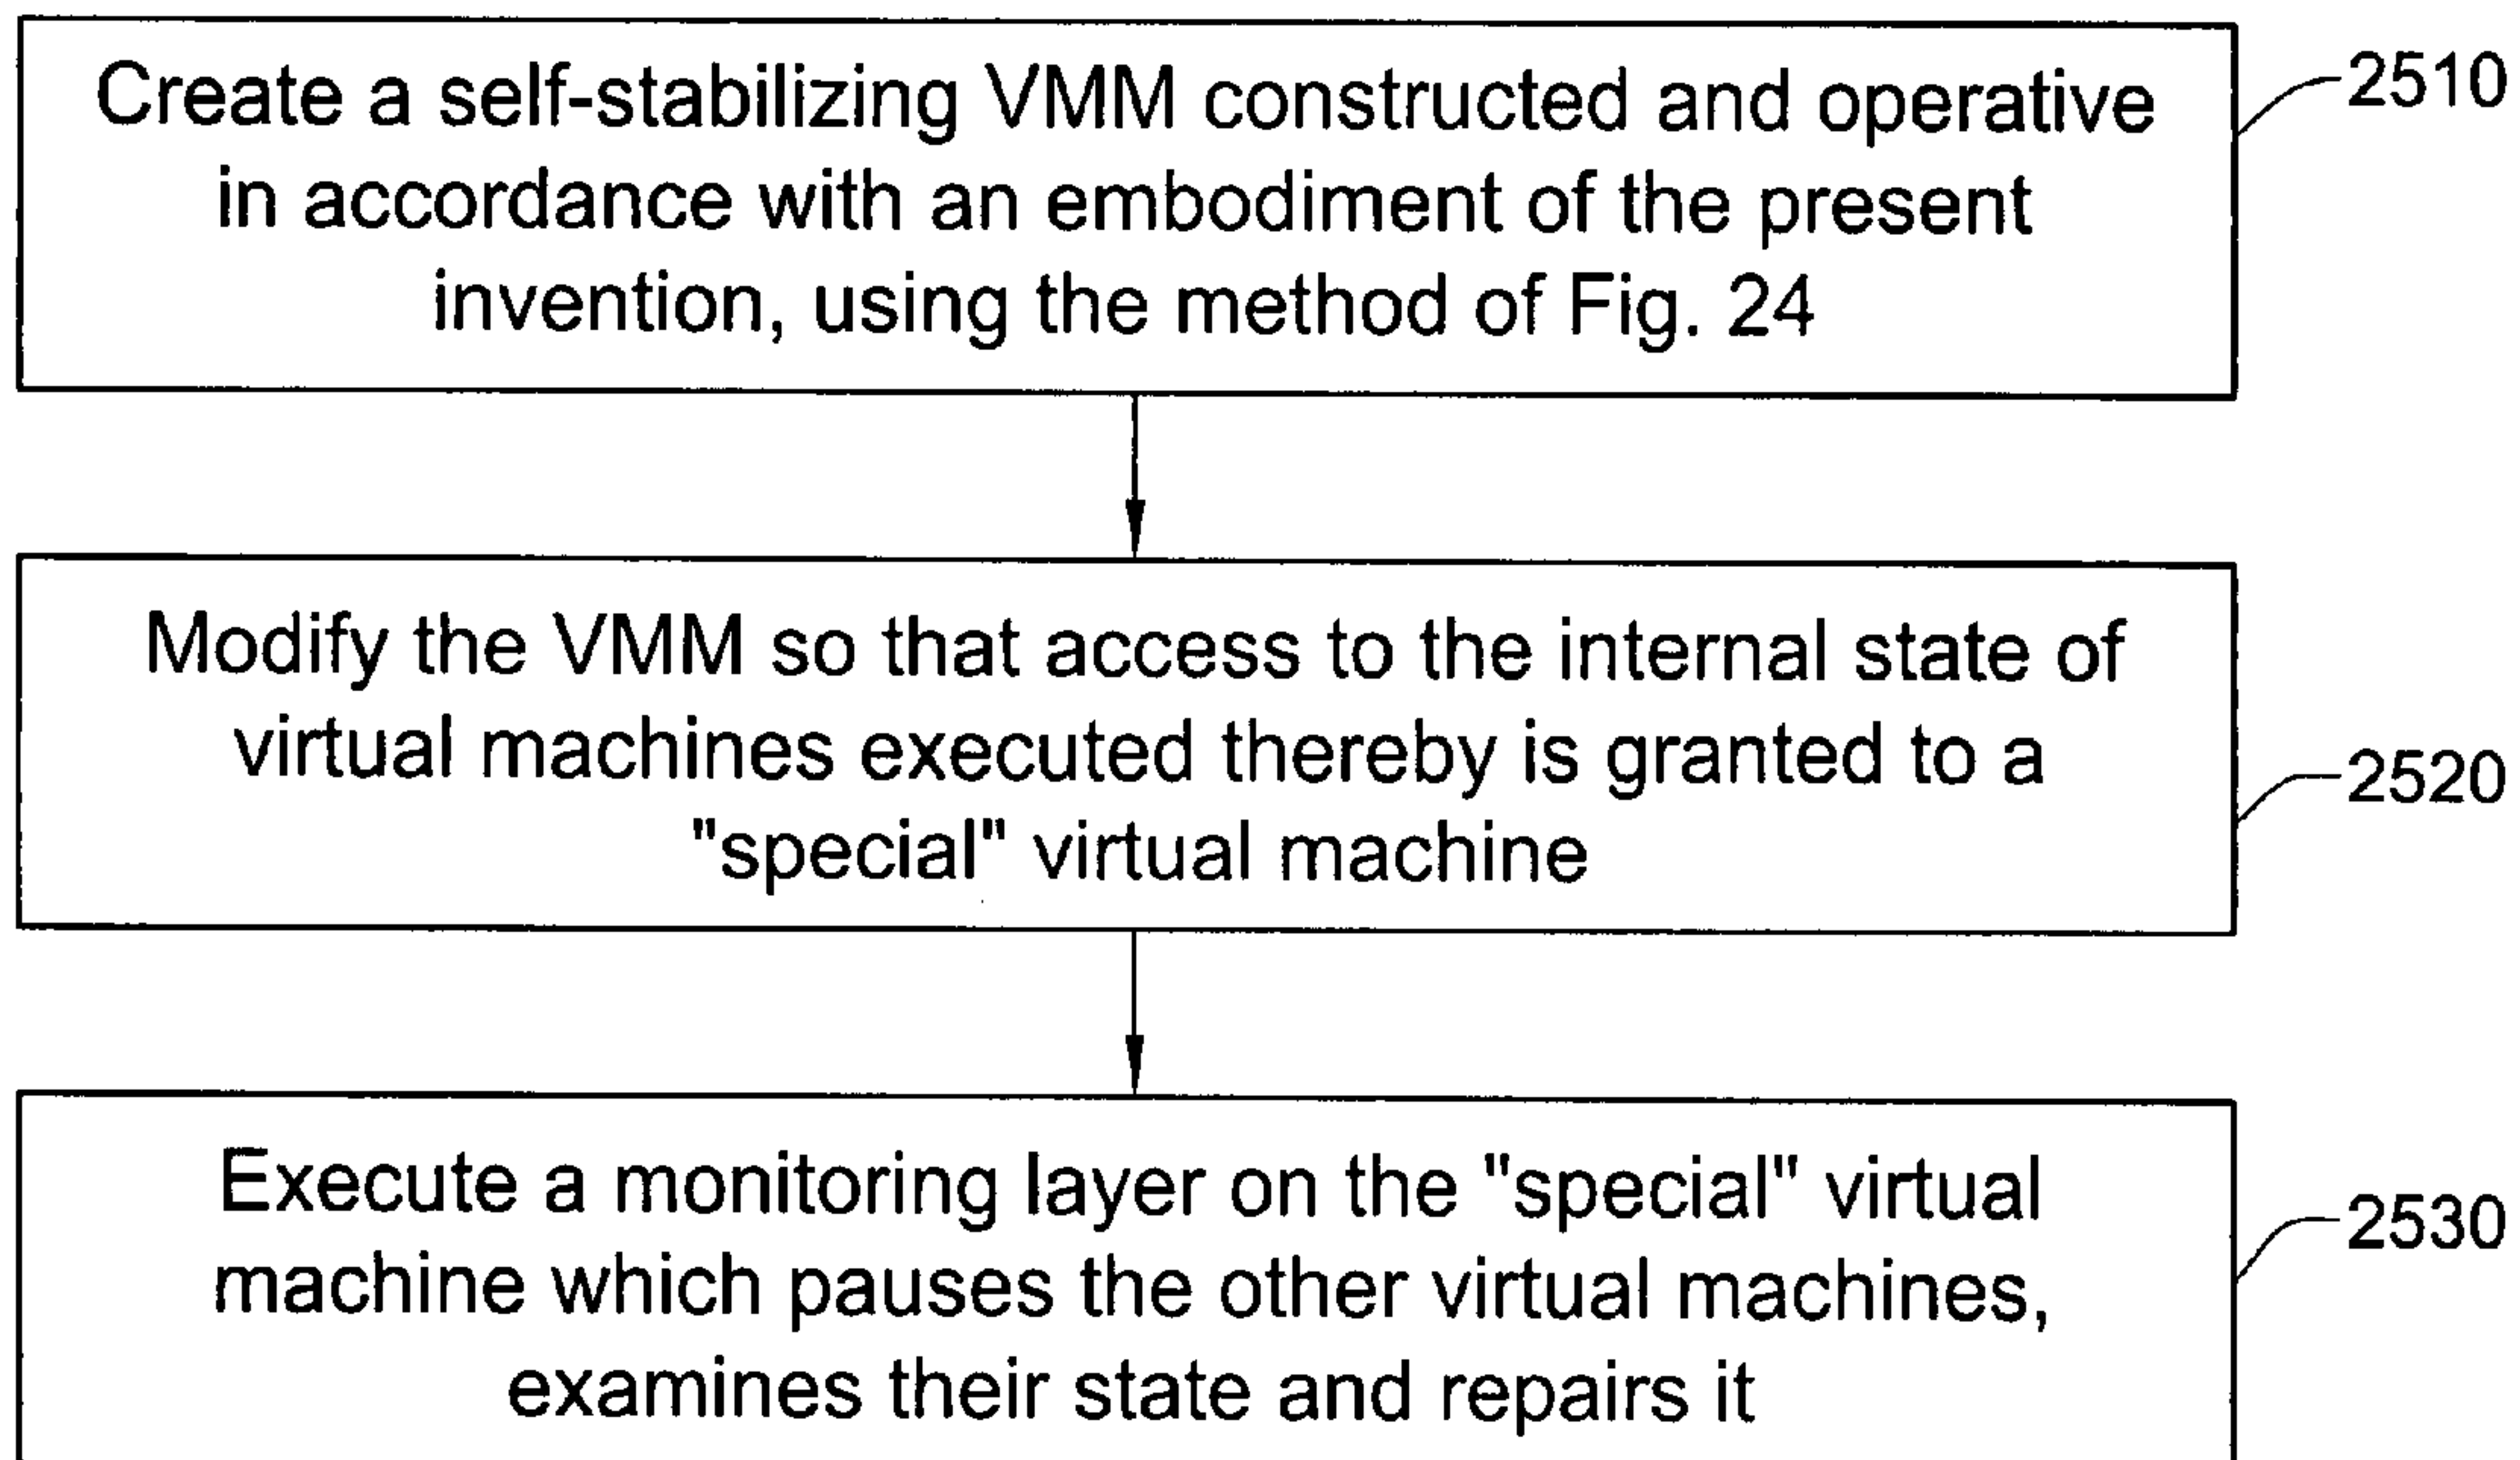 Create a self-stabilizing VMM constructed and operative
in accordance with an embodiment of the present
invention, using the method of Fig. 24
2510
Modify the VMM so that access to the internal state of
virtual machines executed thereby is granted to a
"special" virtual machine
2520
Execute a monitoring layer on the "special" virtual
machine which pauses the other virtual machines,
examines their state and repairs it
2530